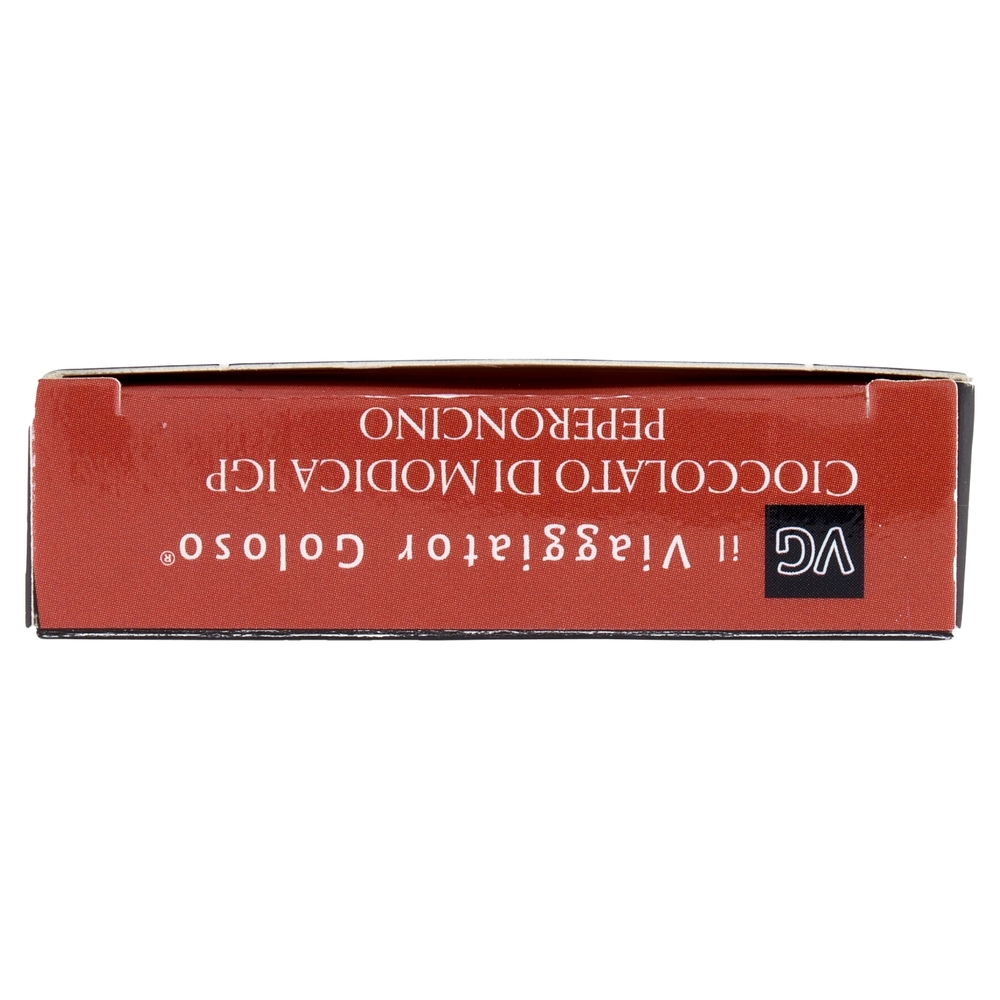 VG il Viaggiator Goloso®
CIOCCOLATO DI MODICA IGP
PEPERONCINO